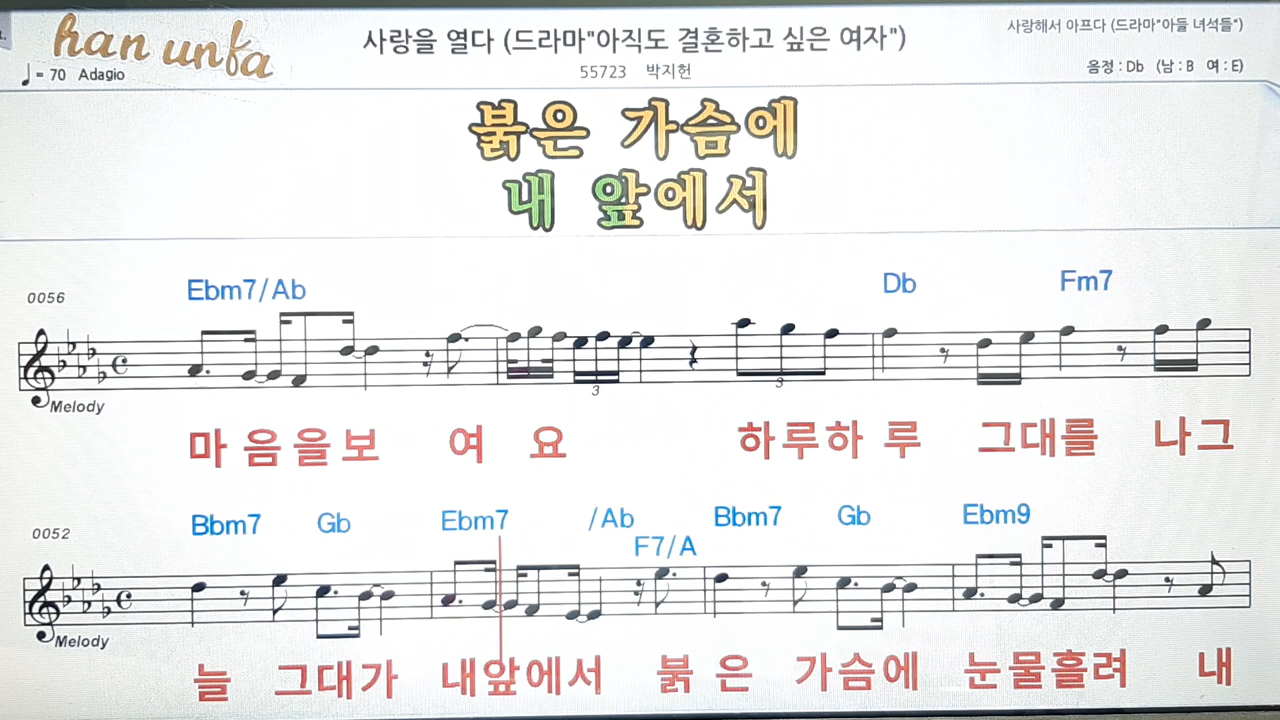 han unfa
♩= 70 Adagio
사랑을 열다 (드라마"아직도 결혼하고 싶은 여자")
55723 박지헌
사랑해서 아프다 (드라마"아들 녀석들")
음정 : Db (남 : B 여 : E)
붉은 가슴에
내 앞에서
0056
Ebm7/Ab Db Fm7
3 3
Melody
마음을보 여 요 하루하 루 그대를 나그
0052
Bbm7 Gb Ebm7 /Ab Bbm7 Gb Ebm9
F7/A
Melody
늘 그대가 내앞에서 붉 은 가슴에 눈물흘려 내